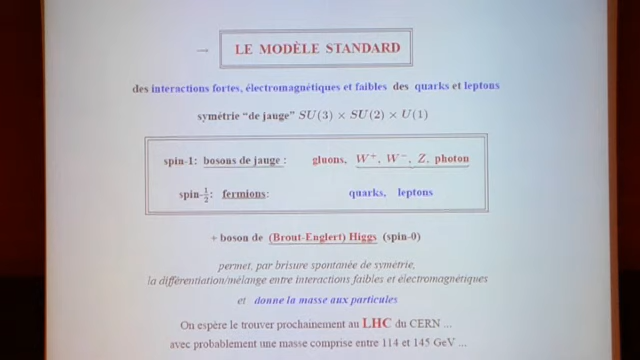 → LE MODÈLE STANDARD
des interactions fortes, électromagnétiques et faibles des quarks et leptons
symétrie “de jauge” SU(3) × SU(2) × U(1)
spin-1: bosons de jauge : gluons, W⁺, W⁻, Z, photon
spin-½: fermions: quarks, leptons
+ boson de (Brout-Englert) Higgs (spin-0)
permet, par brisure spontanée de symétrie,
la différentiation/mélange entre interactions faibles et électromagnétiques
et donne la masse aux particules
On espère le trouver prochainement au LHC du CERN ...
avec probablement une masse comprise entre 114 et 145 GeV ...